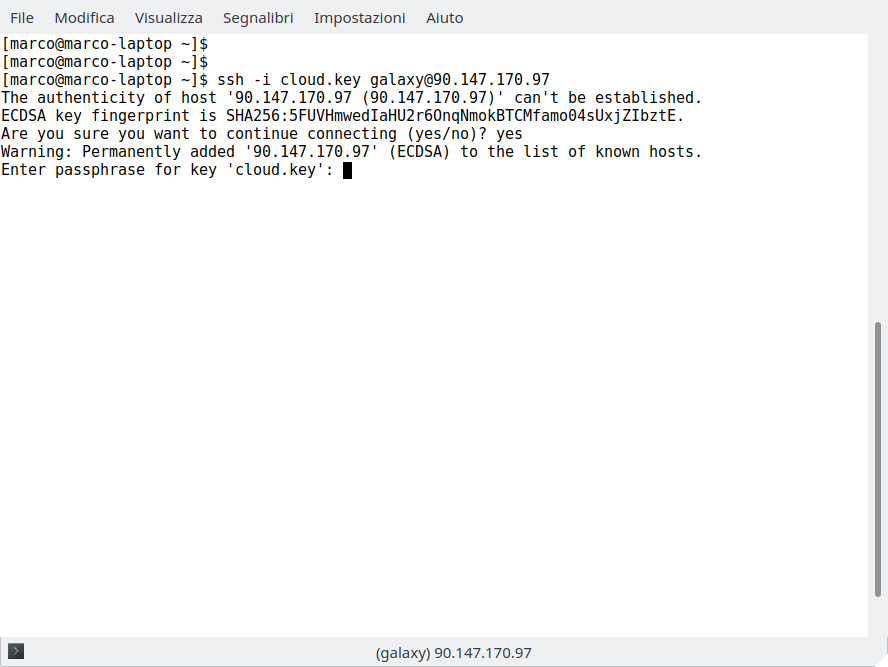 File Modifica Visualizza Segnalibri Impostazioni Aiuto
[marco@marco-laptop ~]$
[marco@marco-laptop ~]$
[marco@marco-laptop ~]$ ssh -i cloud.key galaxy@90.147.170.97
The authenticity of host '90.147.170.97 (90.147.170.97)' can't be established.
ECDSA key fingerprint is SHA256:5FUVHmwedIaHU2r6OnqNmokBTCMfamo04sUxjZIbztE.
Are you sure you want to continue connecting (yes/no)? yes
Warning: Permanently added '90.147.170.97' (ECDSA) to the list of known hosts.
Enter passphrase for key 'cloud.key':
(galaxy) 90.147.170.97